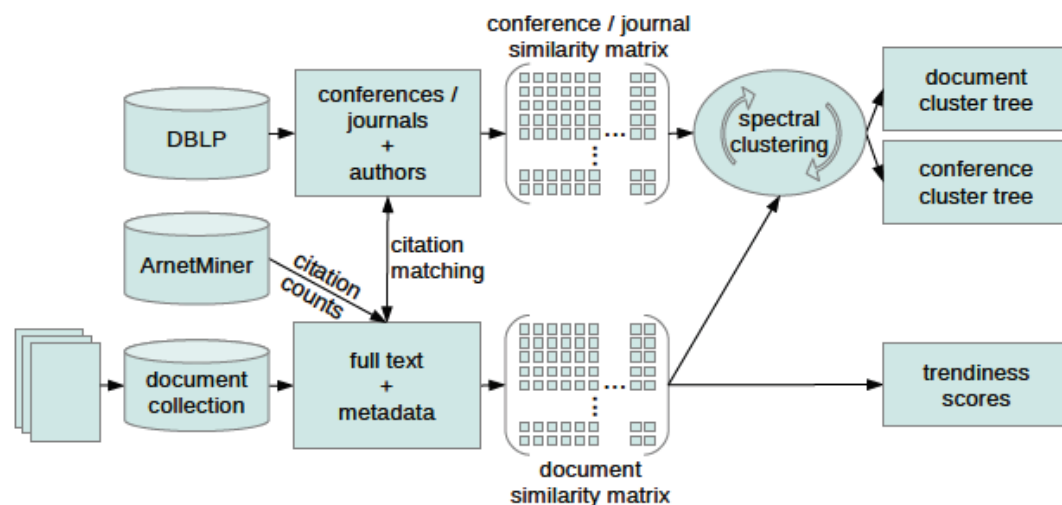 conference / journal
similarity matrix
DBLP
conferences /
journals
+
authors
...
spectral
clustering
document
cluster tree
conference
cluster tree
ArnetMiner
citation
counts
citation
matching
document
collection
full text
+
metadata
...
trendiness
scores
document
similarity matrix